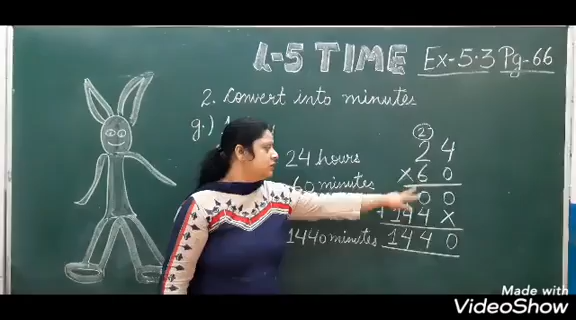 L-5 TIME Ex-5.3 Pg-66
2. Convert into minutes
g.)
2
24 hours 2 4
60 minutes × 6 0
0 0
+ 1 4 4 ×
1440 minutes 1 4 4 0
Made with
VideoShow